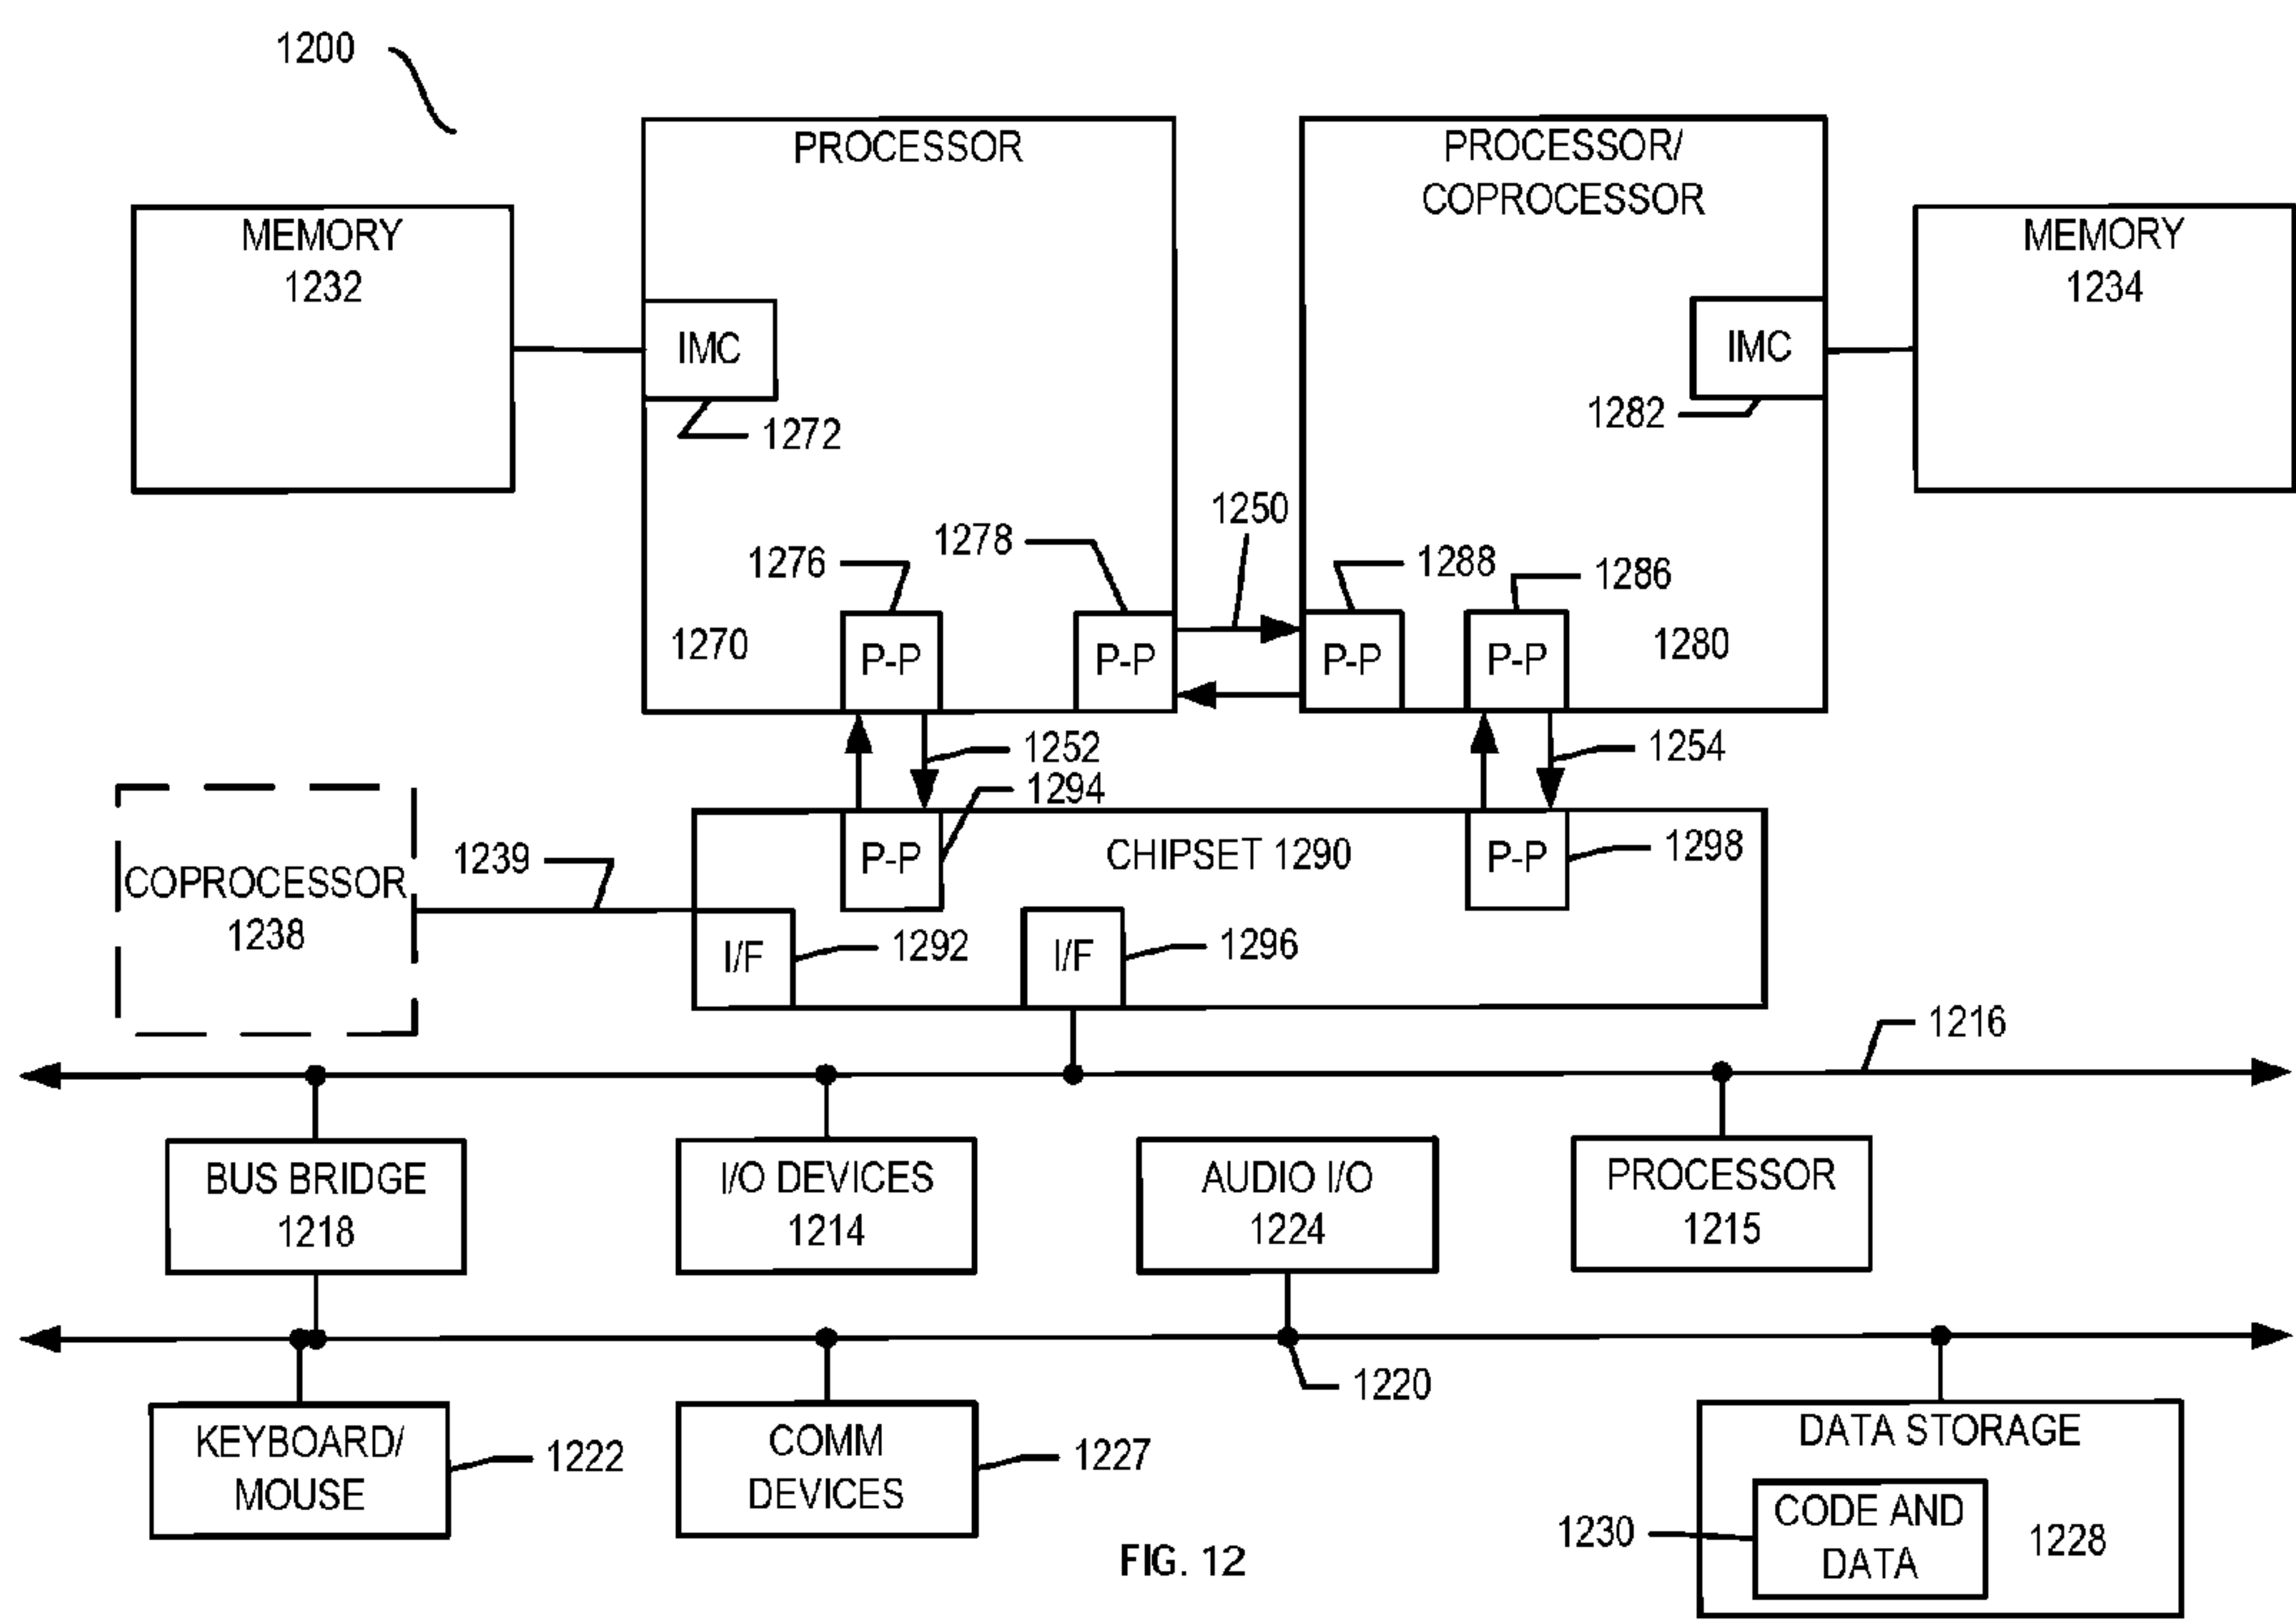 1200
PROCESSOR
PROCESSOR/
COPROCESSOR
MEMORY
1232
MEMORY
1234
IMC
1272
IMC
1282
1250
1276
1278
1288
1286
1270
P-P
P-P
P-P
P-P
1280
1252
1254
1294
COPROCESSOR
1238
1239
P-P
CHIPSET 1290
P-P
1298
I/F
1292
I/F
1296
1216
BUS BRIDGE
1218
I/O DEVICES
1214
AUDIO I/O
1224
PROCESSOR
1215
1220
KEYBOARD/
MOUSE
1222
COMM
DEVICES
1227
DATA STORAGE
CODE AND
DATA
1230
1228
FIG. 12